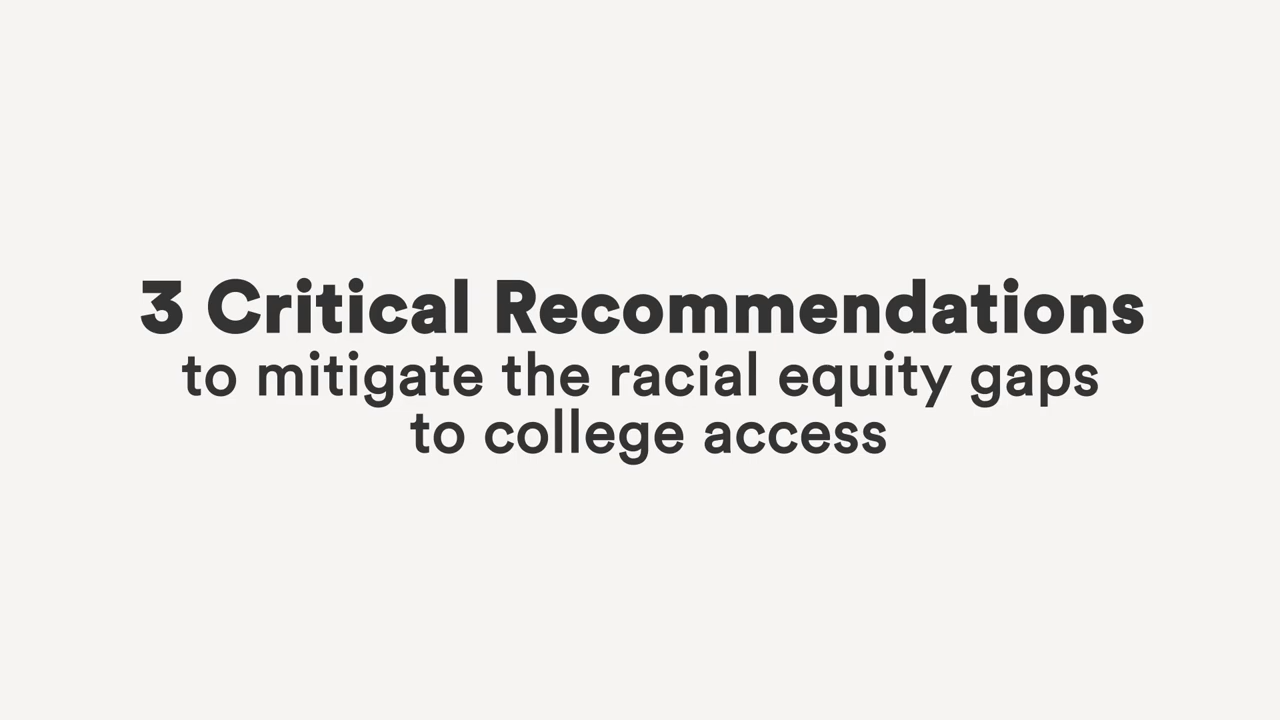 3 Critical Recommendations
to mitigate the racial equity gaps
to college access